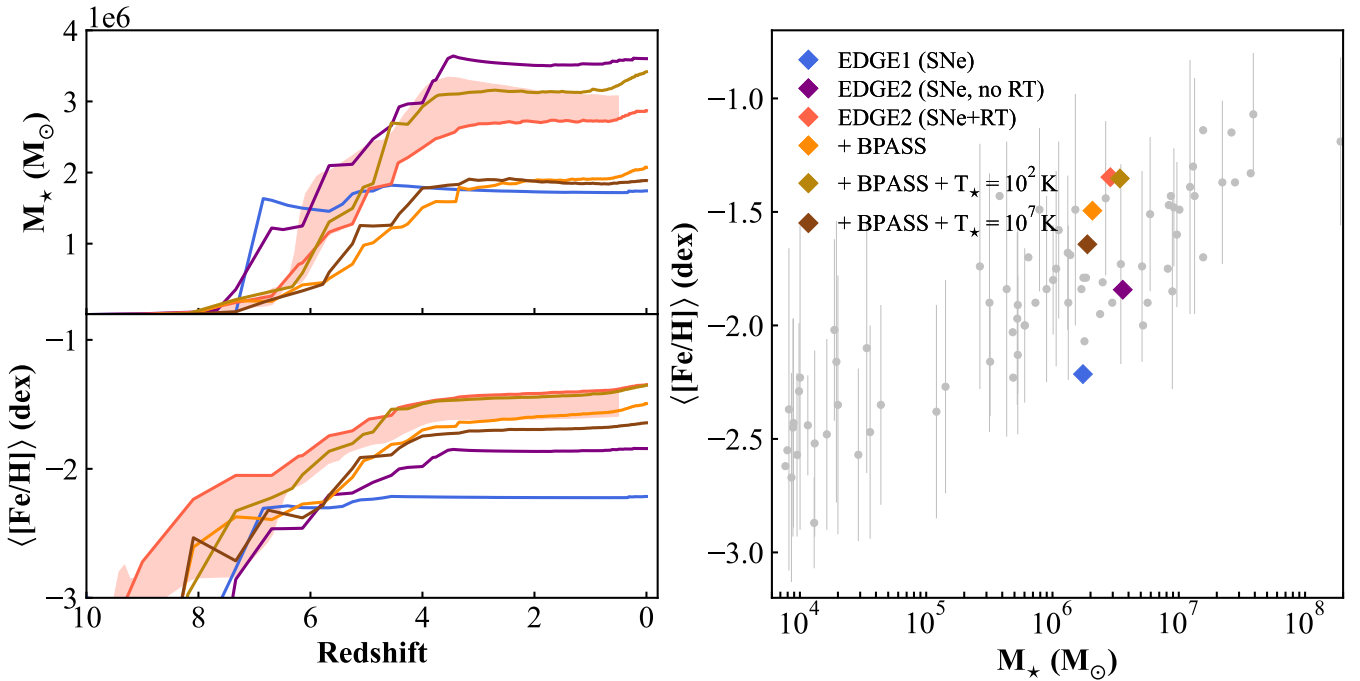 1e6
4
3
2
1
M⋆ (M⊙)
−1
−2
−3
⟨[Fe/H]⟩ (dex)
10
8
6
4
2
0
Redshift
EDGE1 (SNe)
EDGE2 (SNe, no RT)
EDGE2 (SNe+RT)
+ BPASS
+ BPASS + T⋆ = 10² K
+ BPASS + T⋆ = 10⁷ K
−1.0
−1.5
−2.0
−2.5
−3.0
⟨[Fe/H]⟩ (dex)
10⁴
10⁵
10⁶
10⁷
10⁸
M⋆ (M⊙)